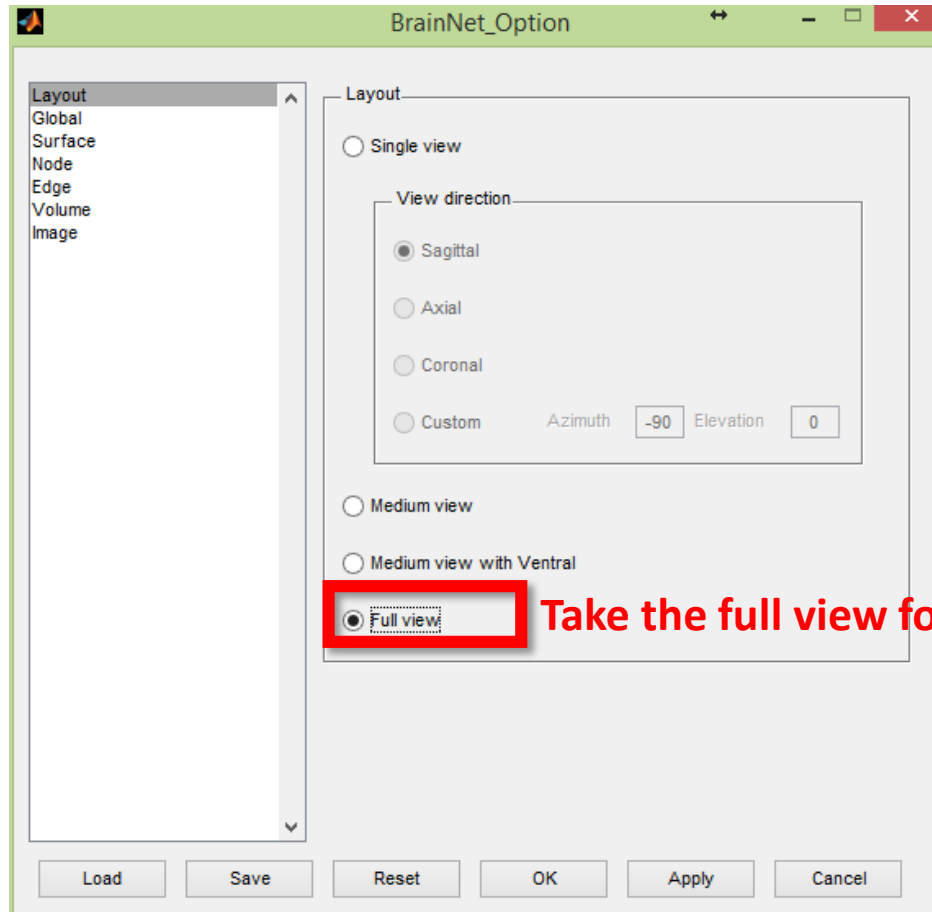 BrainNet_Option
Layout
Global
Surface
Node
Edge
Volume
Image
Layout
Single view
View direction
Sagittal
Axial
Coronal
Custom Azimuth -90 Elevation 0
Medium view
Medium view with Ventral
Full view
Take the full view fo
Load Save Reset OK Apply Cancel